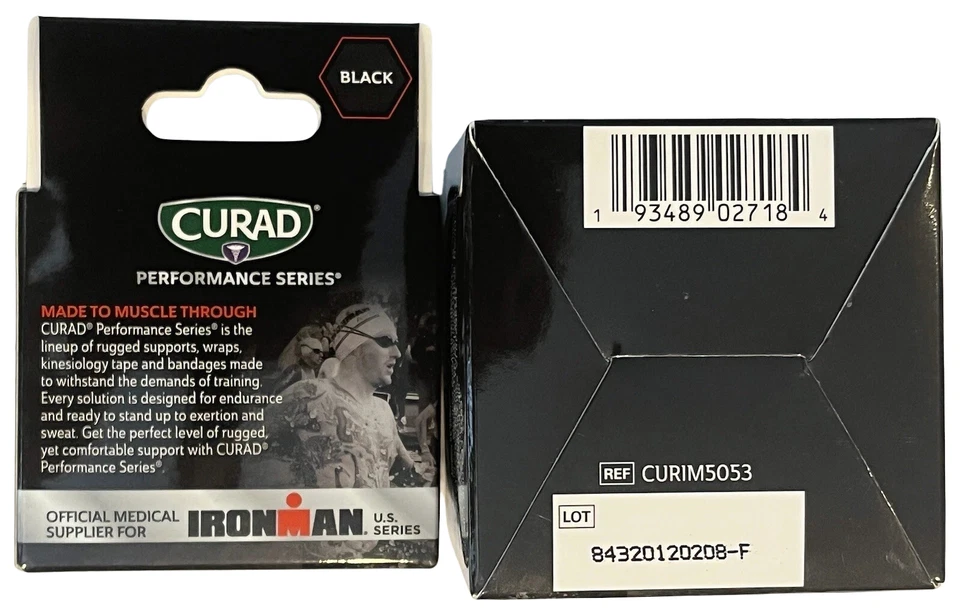 BLACK
CURAD®
PERFORMANCE SERIES®
MADE TO MUSCLE THROUGH
CURAD® Performance Series® is the
lineup of rugged supports, wraps,
kinesiology tape and bandages made
to withstand the demands of training.
Every solution is designed for endurance
and ready to stand up to exertion and
sweat. Get the perfect level of rugged,
yet comfortable support with CURAD®
Performance Series®
OFFICIAL MEDICAL
SUPPLIER FOR
IRONMAN®
U.S.
SERIES
1 93489 02718 4
REF CURIM5053
LOT
84320120208-F